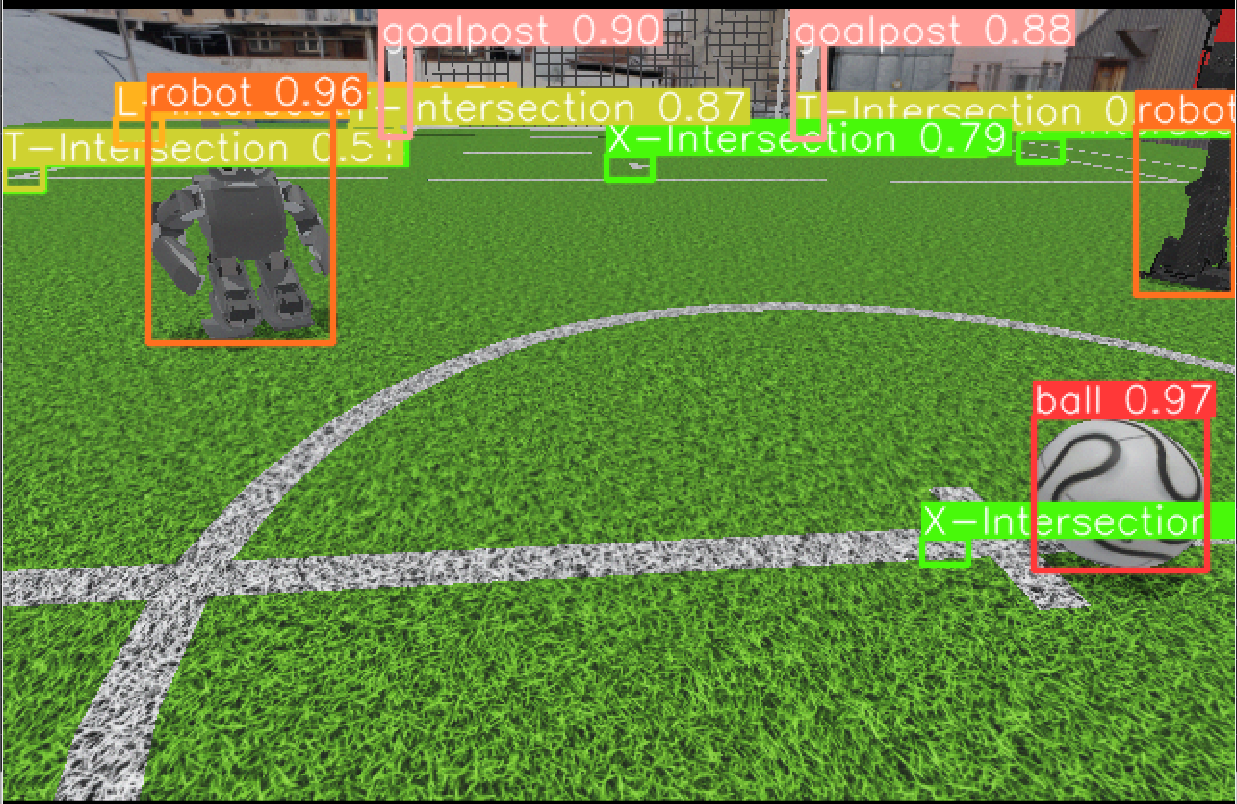 goalpost 0.90
goalpost 0.88
robot 0.96
-Intersection 0.87
T-Intersection 0.
robot
T-Intersection 0.51
X-Intersection 0.79
ball 0.97
X-Intersection